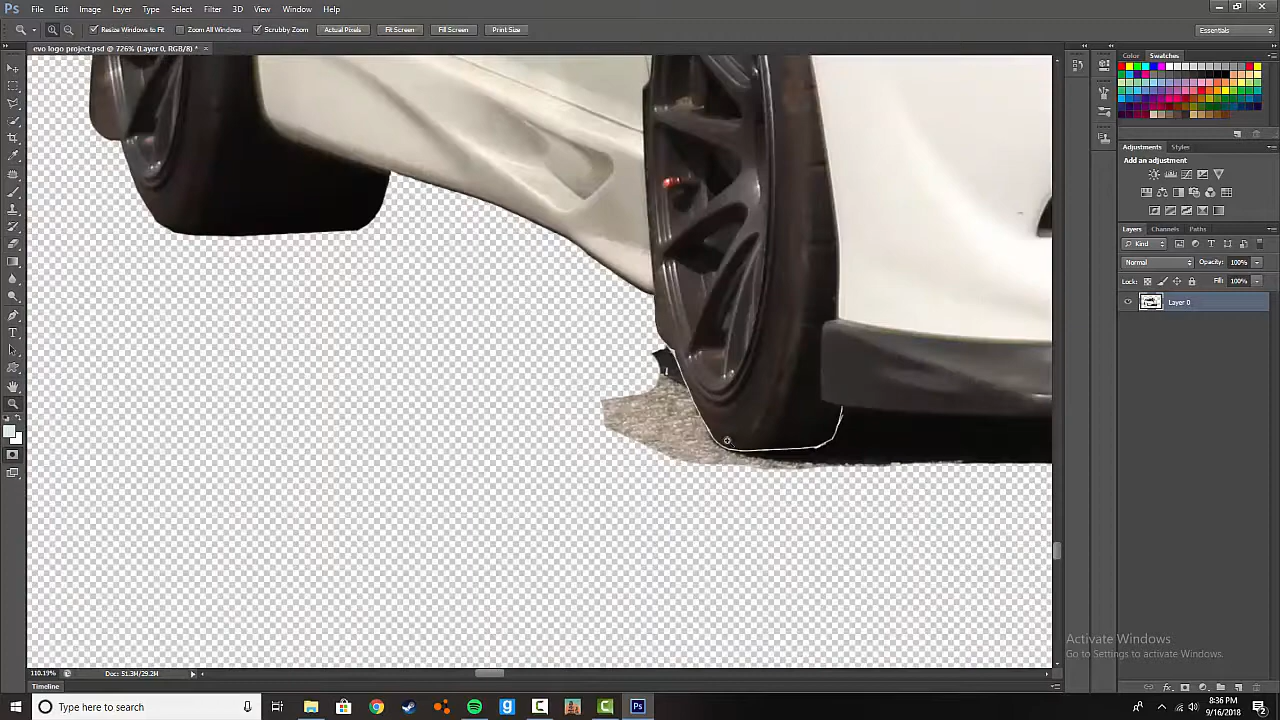 Ps File Edit Image Layer Type Select Filter 3D View Window Help
Resize Windows to Fit Zoom All Windows Scrubby Zoom Actual Pixels Fit Screen Fill Screen Print Size Essentials
evo logo project.psd @ 726% (Layer 0, RGB/8) * ×
Color Swatches
Adjustments Styles
Add an adjustment
Layers Channels Paths
Kind
Normal Opacity: 100%
Lock: Fill: 100%
Layer 0
Activate Windows
Go to Settings to activate Windows.
110.19% Doc: 51.3M/29.2M
Timeline
Type here to search
8:36 PM
9/16/2018